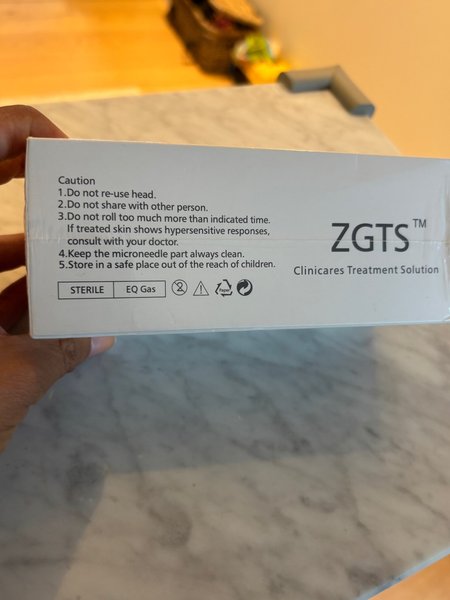 Caution
1.Do not re-use head.
2.Do not share with other person.
3.Do not roll too much more than indicated time.
If treated skin shows hypersensitive responses,
consult with your doctor.
4.Keep the microneedle part always clean.
5.Store in a safe place out of the reach of children.
STERILE EQ Gas
2
Paper
ZGTS™
Clinicares Treatment Solution